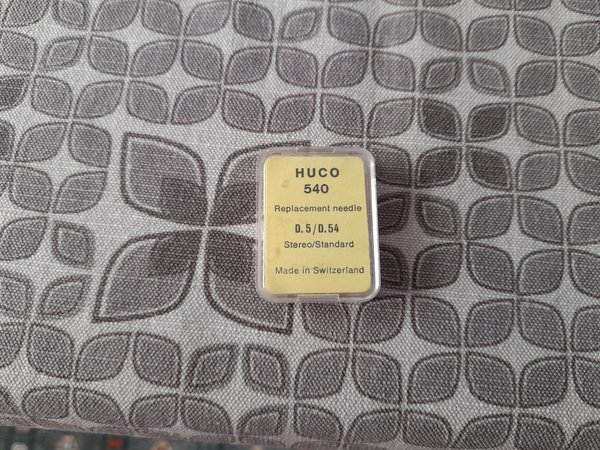 HUCO
540
Replacement needle
D.5/D.54
Stereo/Standard
Made in Switzerland